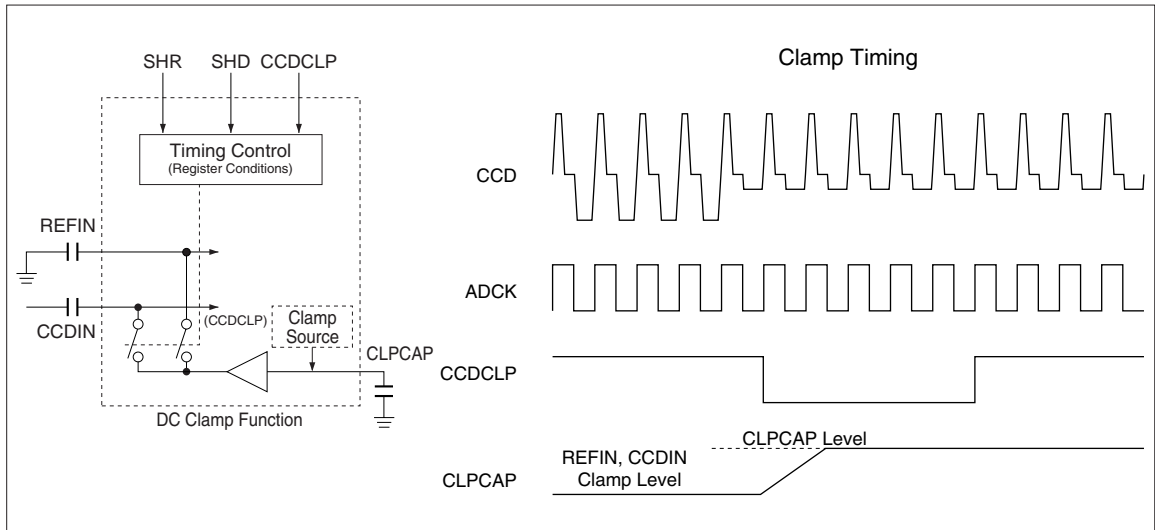 SHR SHD CCDCLP
Timing Control
(Register Conditions)
REFIN
CCDIN
(CCDCLP)
Clamp
Source
CLPCAP
DC Clamp Function
Clamp Timing
CCD
ADCK
CCDCLP
CLPCAP Level
REFIN, CCDIN
Clamp Level
CLPCAP